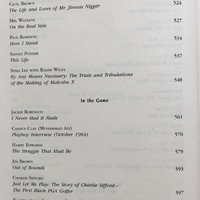 CECIL BROWN
The Life and Loves of Mr. Jiveass Nigger 524
MEL WATKINS
On the Real Side 527
PAUL ROBESON
Here I Stand 534
SIDNEY POITIER
This Life 537
SPIKE LEE WITH RALPH WILEY
By Any Means Necessary: The Trials and Tribulations
of the Making of Malcolm X 548
In the Game
JACKIE ROBINSON
I Never Had It Made 561
CASSIUS CLAY (MUHAMMAD ALI)
Playboy Interview (October 1964) 570
HARRY EDWARDS
The Struggle That Must Be 579
JIM BROWN
Out of Bounds 593
CHARLIE SIFFORD
Just Let Me Play: The Story of Charlie Sifford—
The First Black PGA Golfer 597